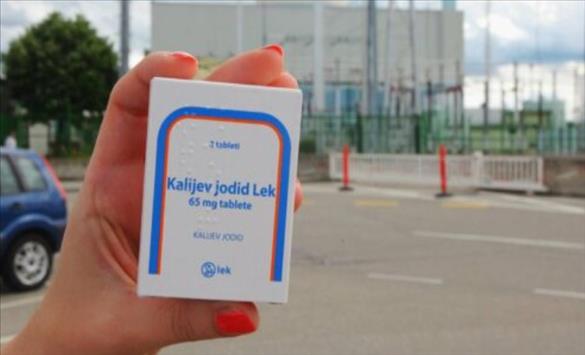 2 tableti
Kalijev jodid Lek
65 mg tablete
KALIJEV JODID
lek